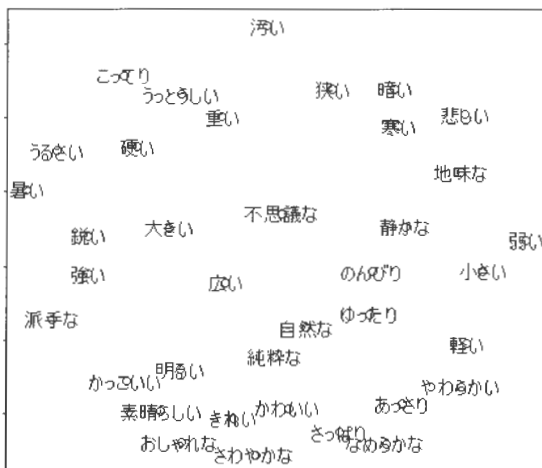 汚い
こってり
うっとうしい
狭い
暗い
重い
悲しい
寒い
硬い
うるさい
地味な
暑い
不思議な
大きい
静かな
鋭い
弱い
強い
のんびり
小さい
広い
ゆったり
派手な
自然な
軽い
純粋な
明るい
かっこいい
やわらかい
あっさり
かわいい
素晴らしい
きれい
さっぱり
おしゃれな
なめらかな
さわやかな